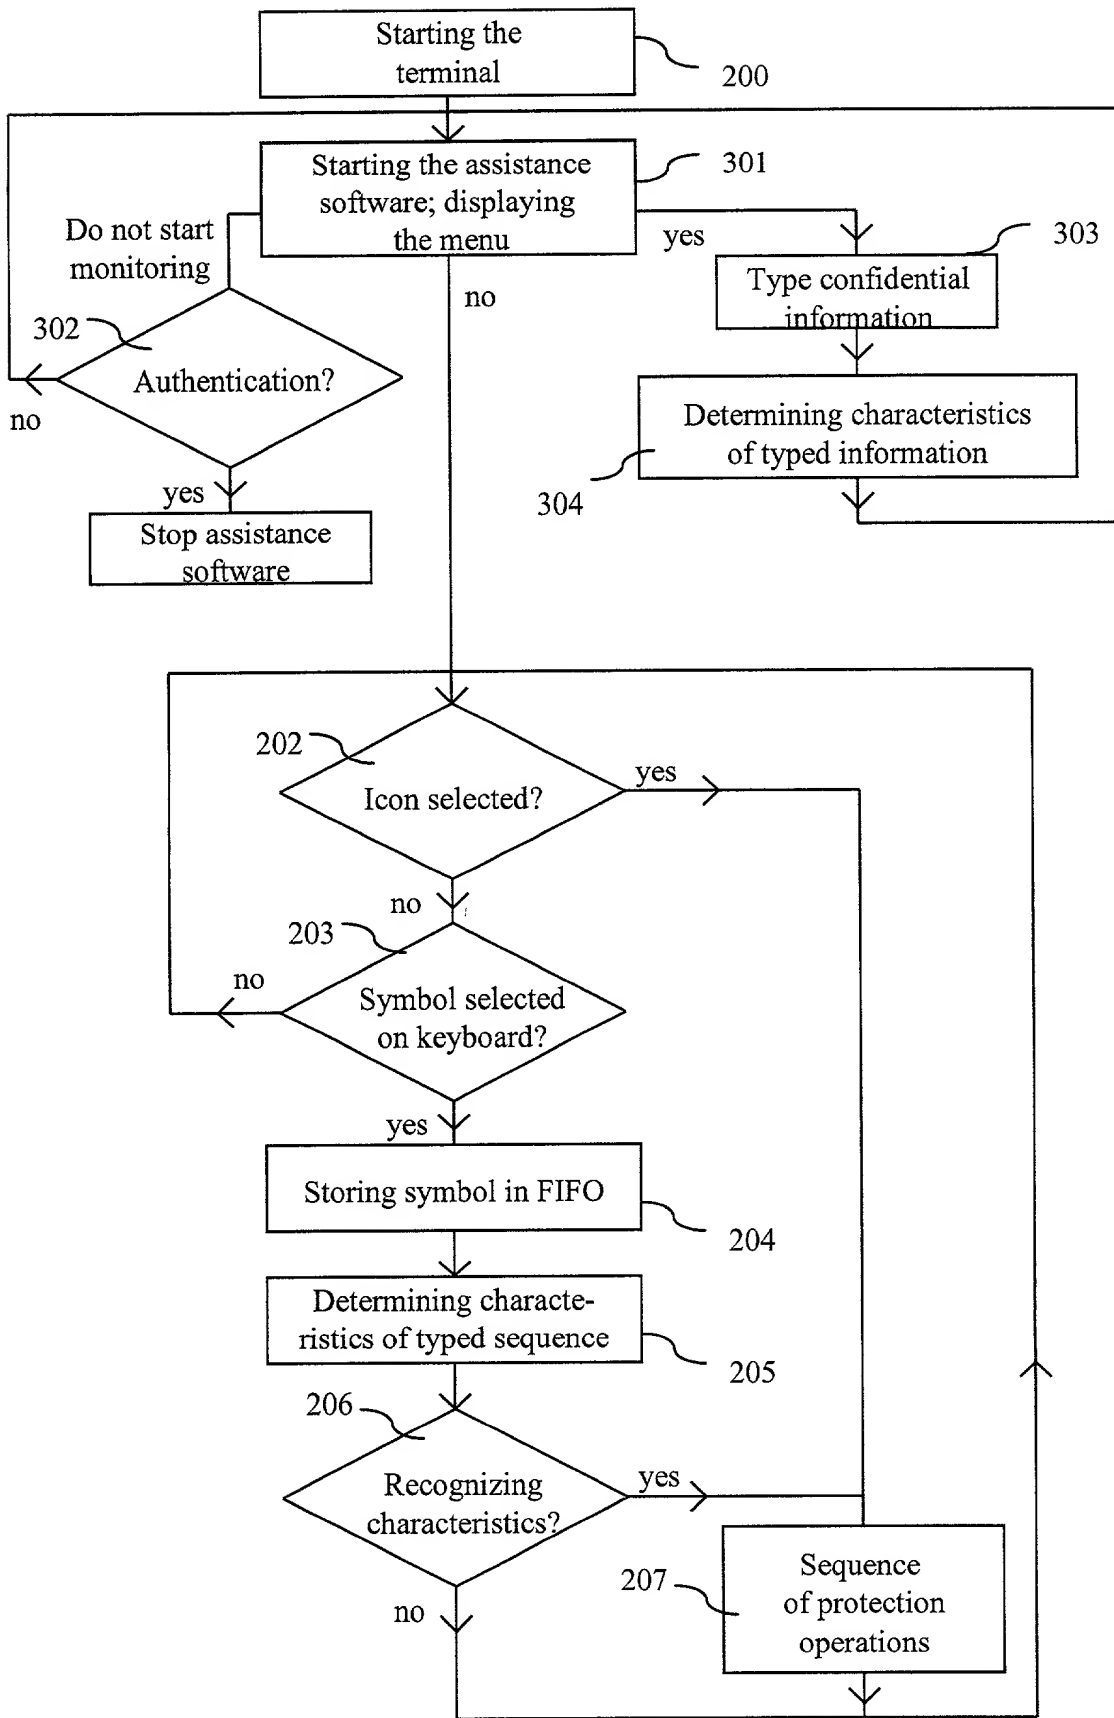 Starting the
terminal
200
Starting the assistance
software; displaying
the menu
301
Do not start
monitoring
yes
303
no
Type confidential
information
302
Authentication?
no
Determining characteristics
of typed information
304
yes
Stop assistance
software
202
Icon selected?
yes
no
203
no
Symbol selected
on keyboard?
yes
Storing symbol in FIFO
204
Determining characte-
ristics of typed sequence
205
206
Recognizing
characteristics?
yes
Sequence
of protection
operations
207
no